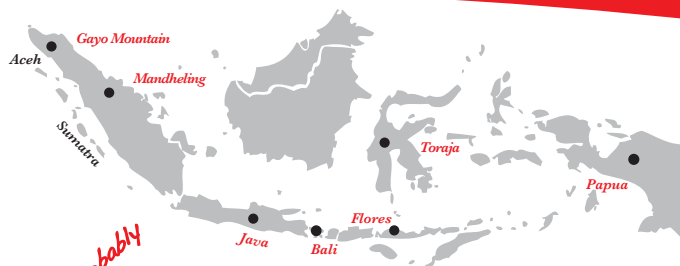 Gayo Mountain
Aceh
Mandheling
Sumatra
Toraja
Papua
Flores
Java
Bali